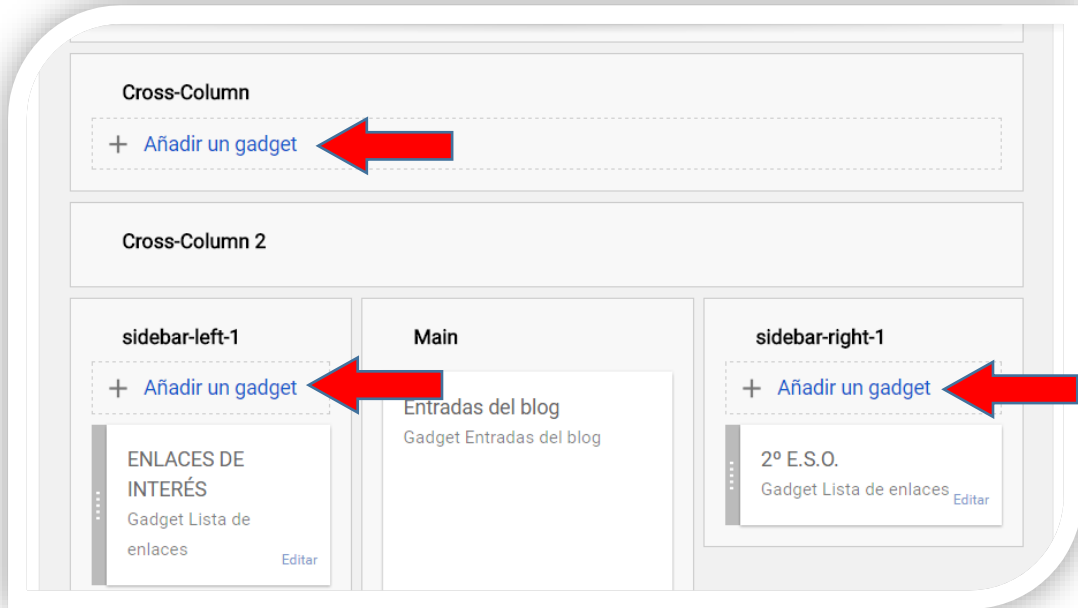 Cross-Column
+ Añadir un gadget
Cross-Column 2
sidebar-left-1
+ Añadir un gadget
ENLACES DE
INTERÉS
Gadget Lista de
enlaces
Editar
Main
Entradas del blog
Gadget Entradas del blog
sidebar-right-1
+ Añadir un gadget
2º E.S.O.
Gadget Lista de enlaces
Editar